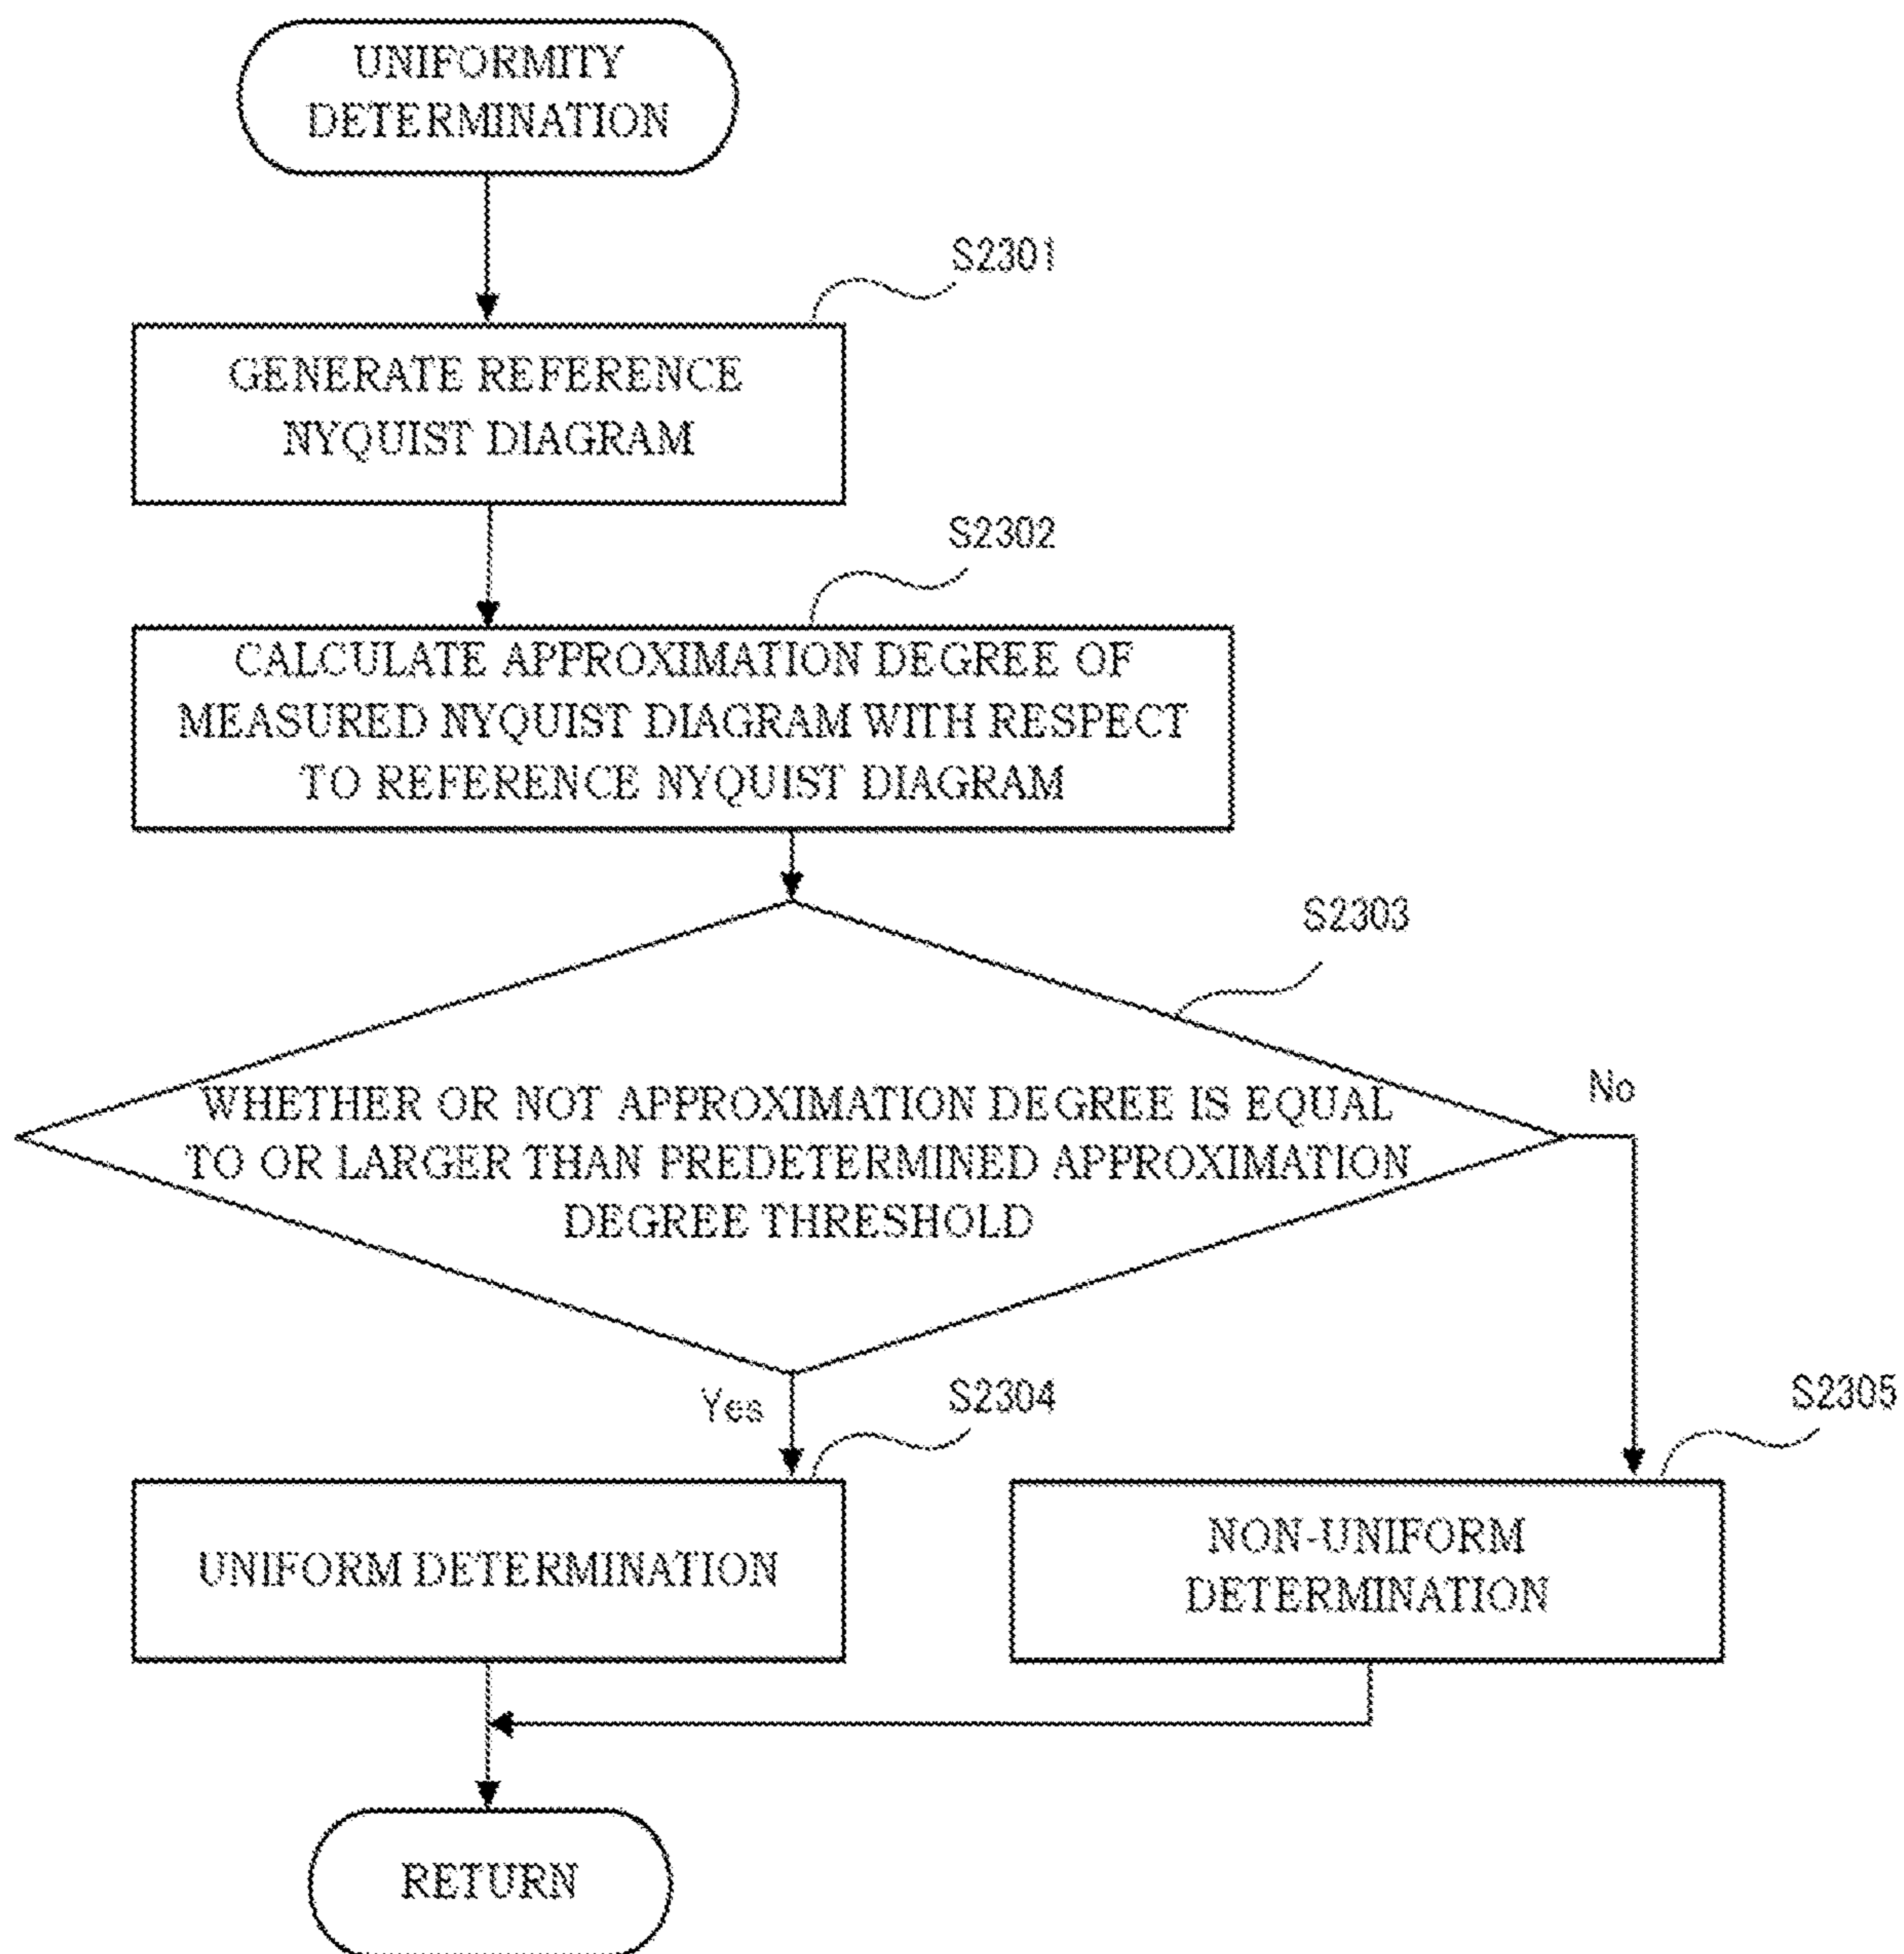 UNIFORMITY
DETERMINATION
S2301
GENERATE REFERENCE
NYQUIST DIAGRAM
S2302
CALCULATE APPROXIMATION DEGREE OF
MEASURED NYQUIST DIAGRAM WITH RESPECT
TO REFERENCE NYQUIST DIAGRAM
S2303
WHETHER OR NOT APPROXIMATION DEGREE IS EQUAL
TO OR LARGER THAN PREDETERMINED APPROXIMATION
DEGREE THRESHOLD
No
Yes
S2304
S2305
UNIFORM DETERMINATION
NON-UNIFORM
DETERMINATION
RETURN